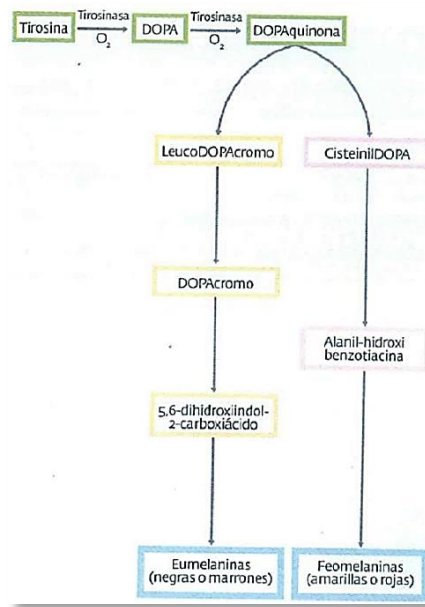 Tirosina
Tirosinasa
O2
DOPA
Tirosinasa
O2
DOPAquinona
LeucoDOPAcromo
CisteinilDOPA
DOPAcromo
Alanil-hidroxi
benzotiacina
5,6-dihidroxiindol-
2-carboxiácido
Eumelaninas
(negras o marrones)
Feomelaninas
(amarillas o rojas)